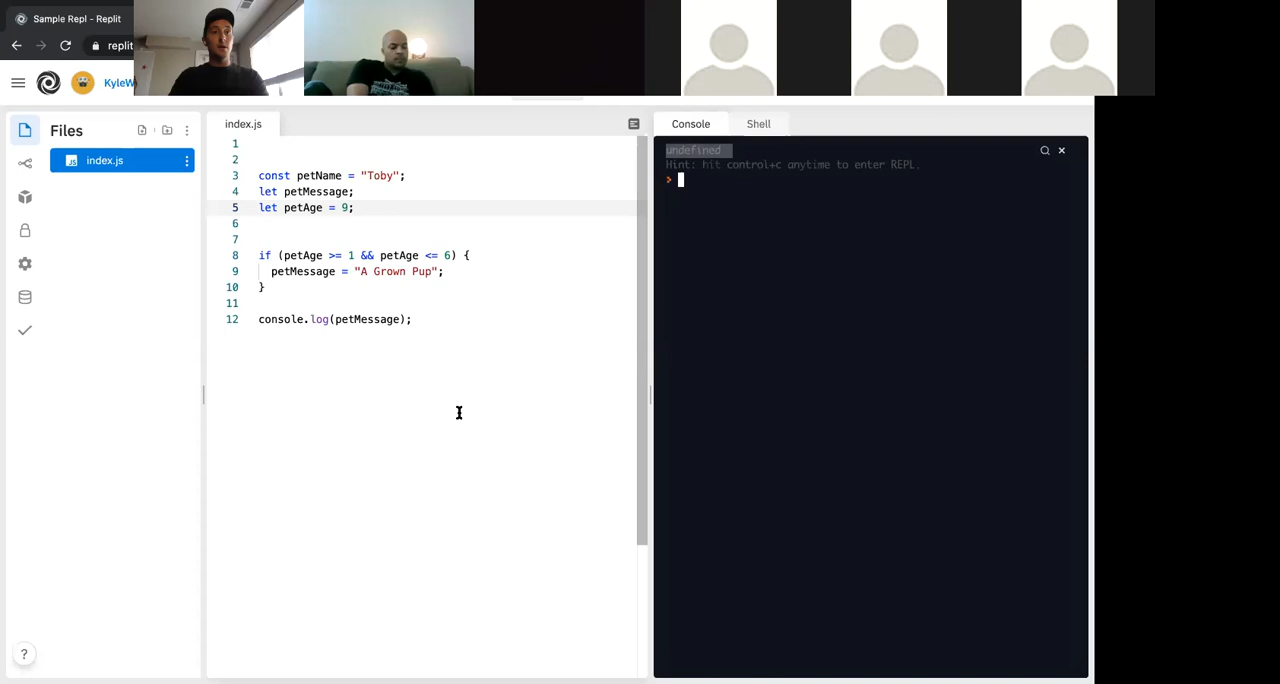 Sample Repl - Replit
replit
KyleW
Files
index.js
index.js
1
2
3 const petName = "Toby";
4 let petMessage;
5 let petAge = 9;
6
7
8 if (petAge >= 1 && petAge <= 6) {
9 petMessage = "A Grown Pup";
10 }
11
12 console.log(petMessage);
Console Shell
undefined
Hint: hit control+c anytime to enter REPL.
>
?